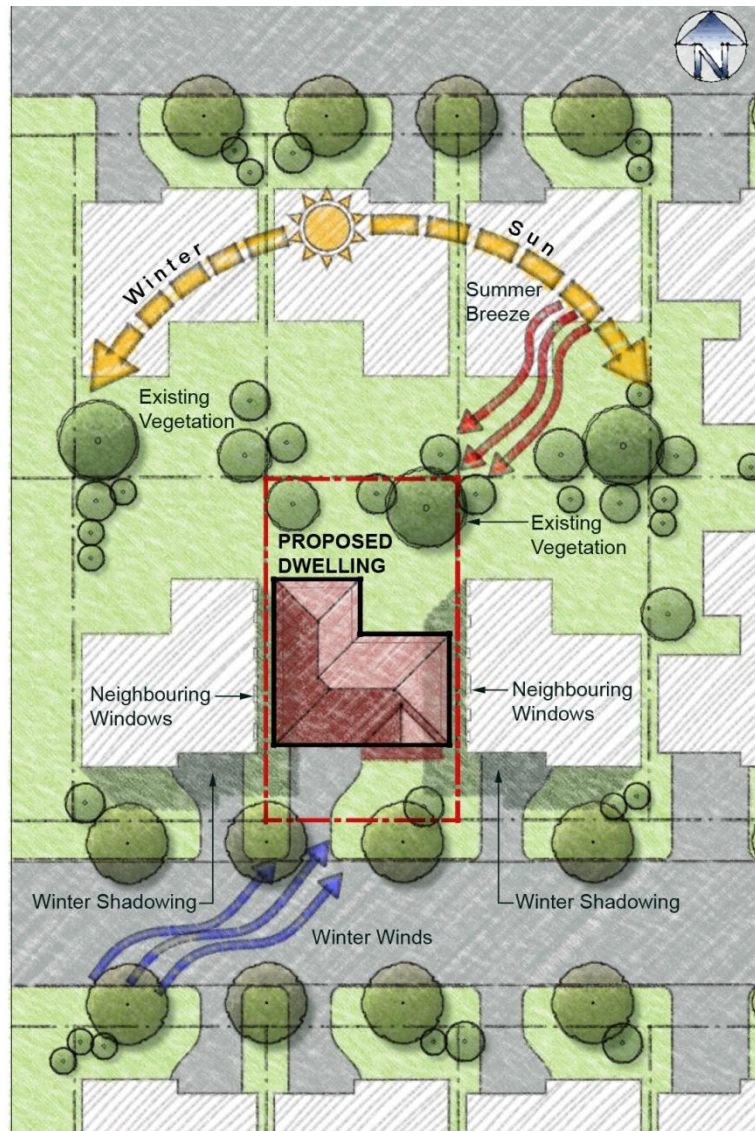 N
Winter
Sun
Summer
Breeze
Existing
Vegetation
Existing
Vegetation
PROPOSED
DWELLING
Neighbouring
Windows
Neighbouring
Windows
Winter Shadowing
Winter Shadowing
Winter Winds